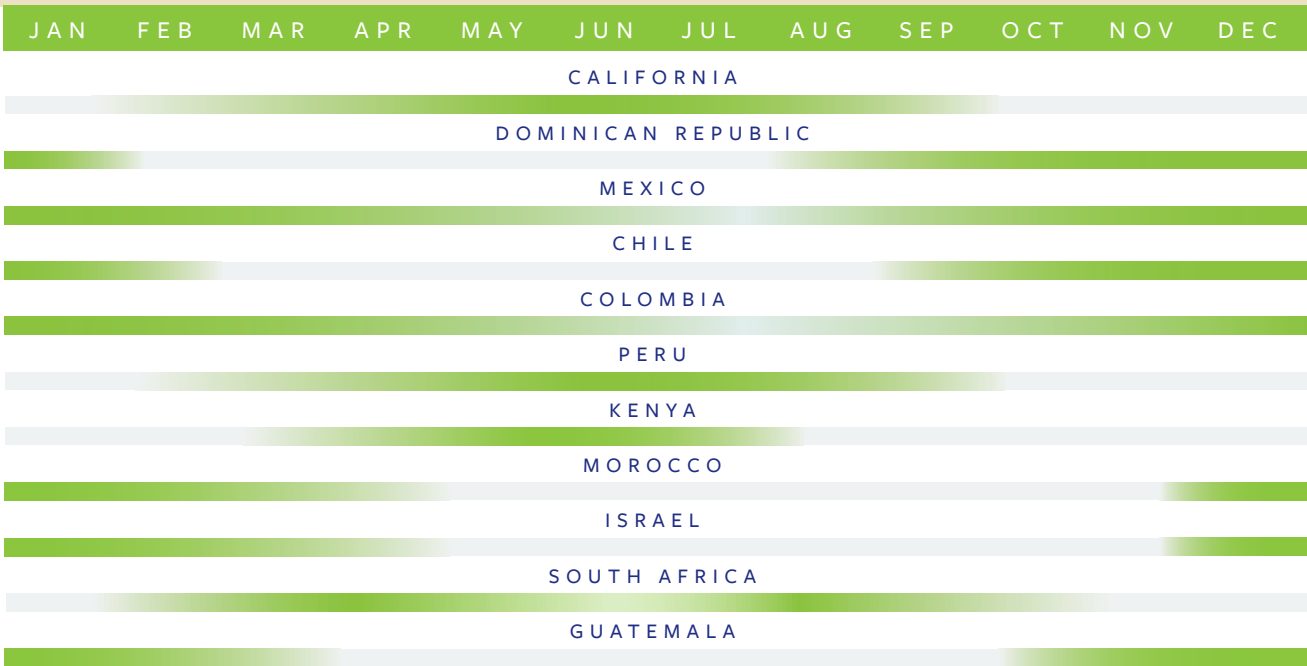 JAN FEB MAR APR MAY JUN JUL AUG SEP OCT NOV DEC
CALIFORNIA
DOMINICAN REPUBLIC
MEXICO
CHILE
COLOMBIA
PERU
KENYA
MOROCCO
ISRAEL
SOUTH AFRICA
GUATEMALA